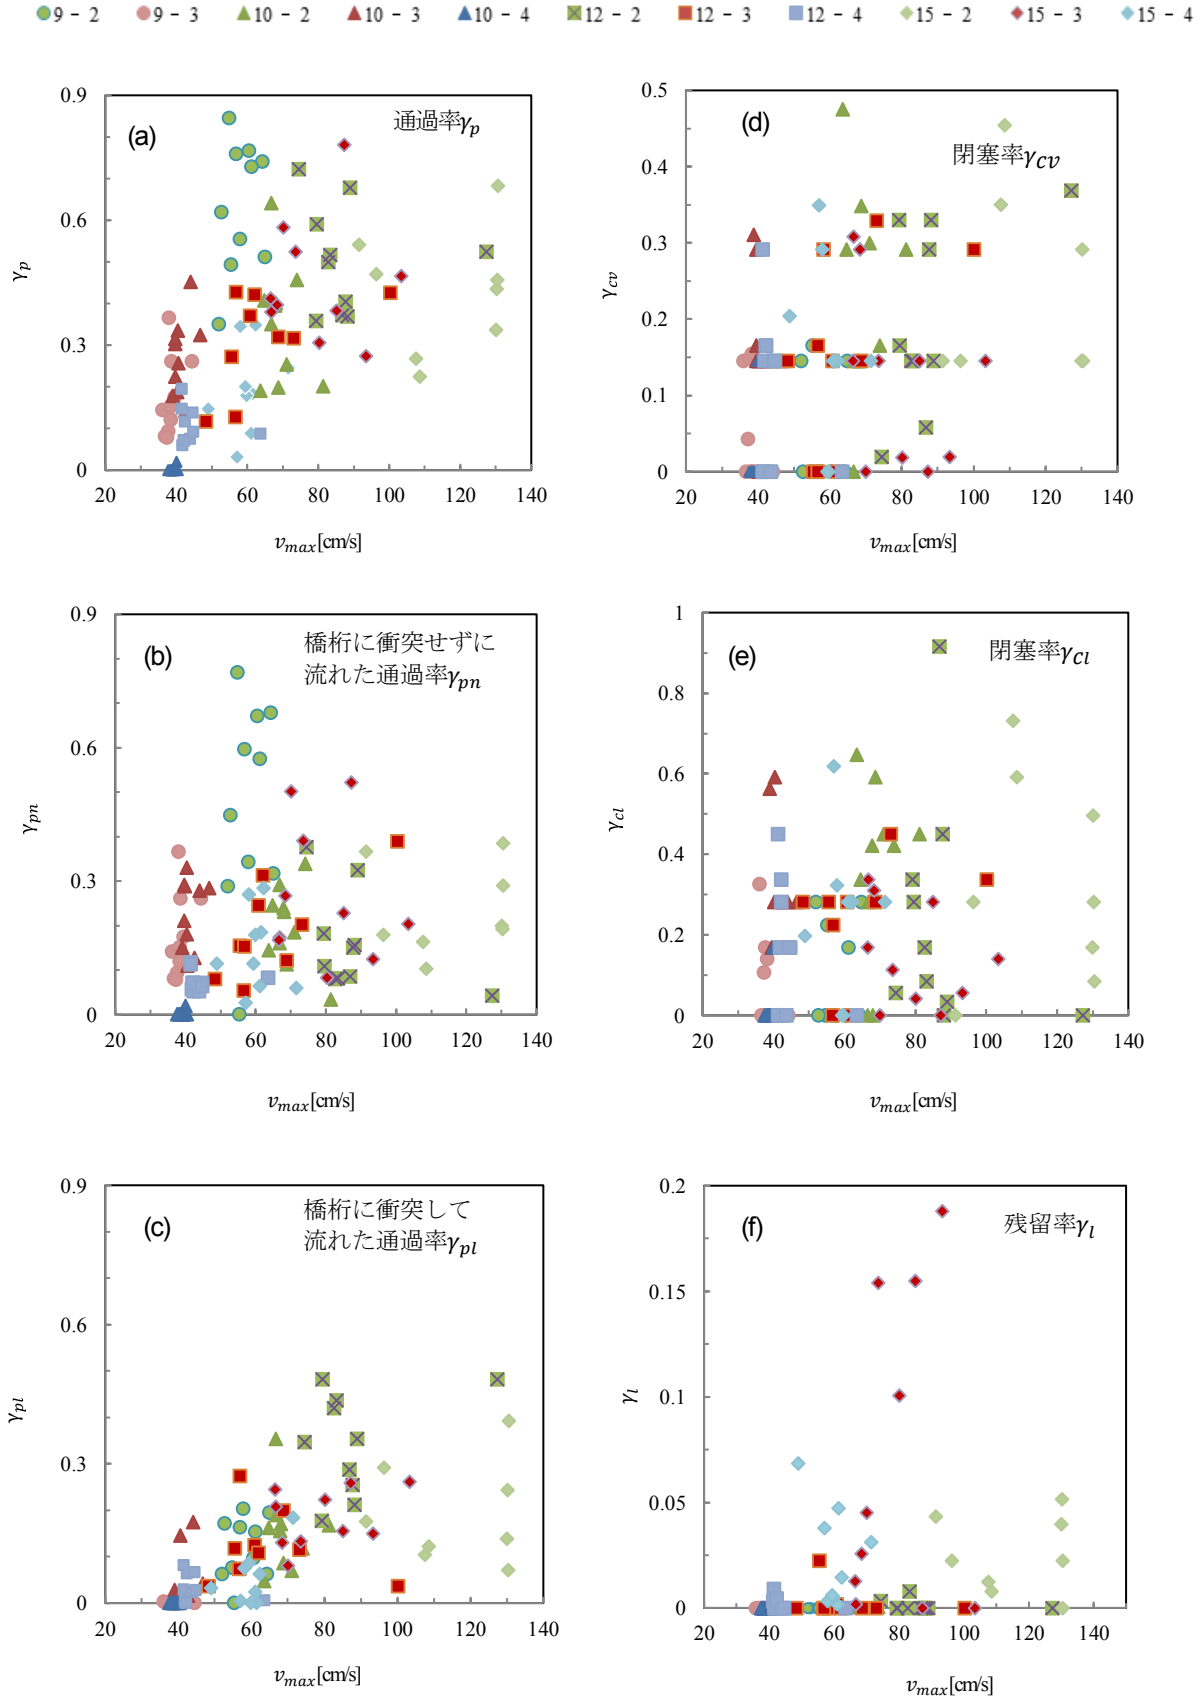 9 - 2 9 - 3 10 - 2 10 - 3 10 - 4 12 - 2 12 - 3 12 - 4 15 - 2 15 - 3 15 - 4
(a)
通過率γp
0.9
0.6
0.3
0
γp
20 40 60 80 100 120 140
vmax[cm/s]
(d)
閉塞率γCV
0.5
0.4
0.3
0.2
0.1
0
γcv
20 40 60 80 100 120 140
vmax[cm/s]
(b)
橋桁に衝突せずに
流れた通過率γpn
0.9
0.6
0.3
0
γpn
20 40 60 80 100 120 140
vmax[cm/s]
(e)
閉塞率γCl
1
0.8
0.6
0.4
0.2
0
γcl
20 40 60 80 100 120 140
vmax[cm/s]
(c)
橋桁に衝突して
流れた通過率γpl
0.9
0.6
0.3
0
γpl
20 40 60 80 100 120 140
vmax[cm/s]
(f)
残留率γl
0.2
0.15
0.1
0.05
0
γl
20 40 60 80 100 120 140
vmax[cm/s]